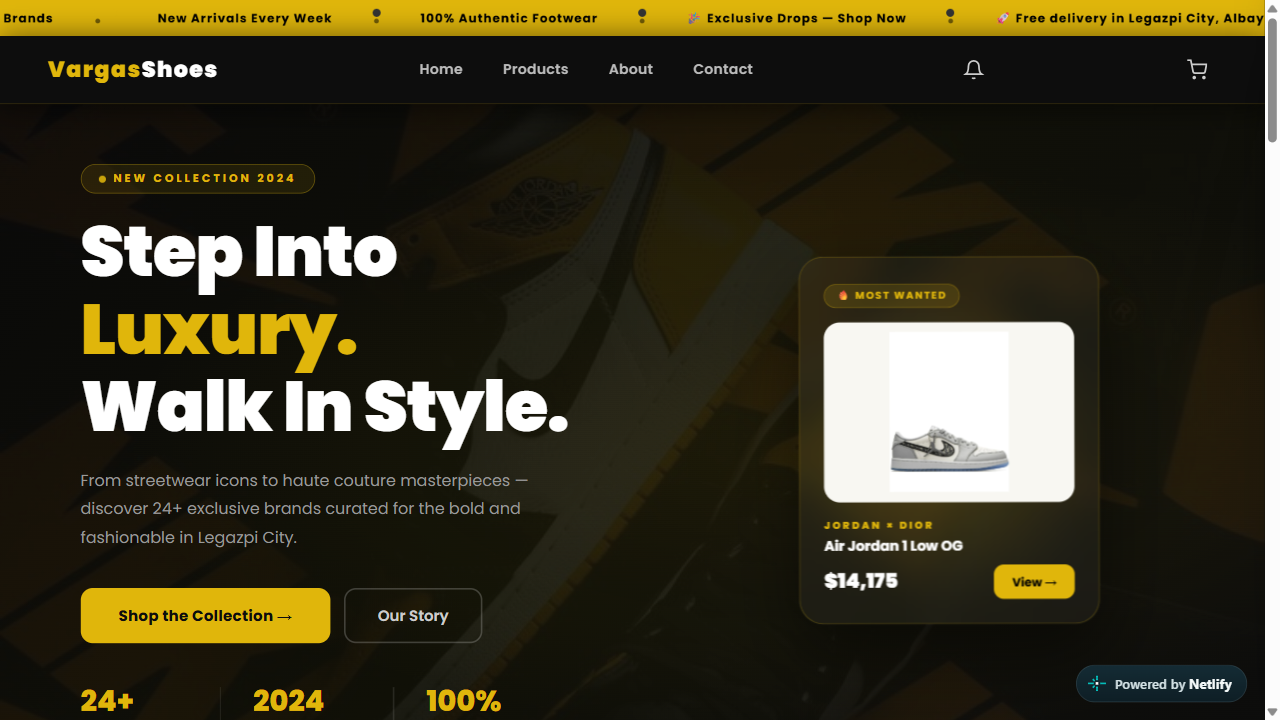 Brands • New Arrivals Every Week • 100% Authentic Footwear • 🎉 Exclusive Drops — Shop Now • 🚀 Free delivery in Legazpi City, Albay
VargasShoes
Home
Products
About
Contact
NEW COLLECTION 2024
Step Into
Luxury.
Walk In Style.
From streetwear icons to haute couture masterpieces —
discover 24+ exclusive brands curated for the bold and
fashionable in Legazpi City.
Shop the Collection →
Our Story
24+
2024
100%
🔥 MOST WANTED
JORDAN × DIOR
Air Jordan 1 Low OG
$14,175
View →
Powered by Netlify